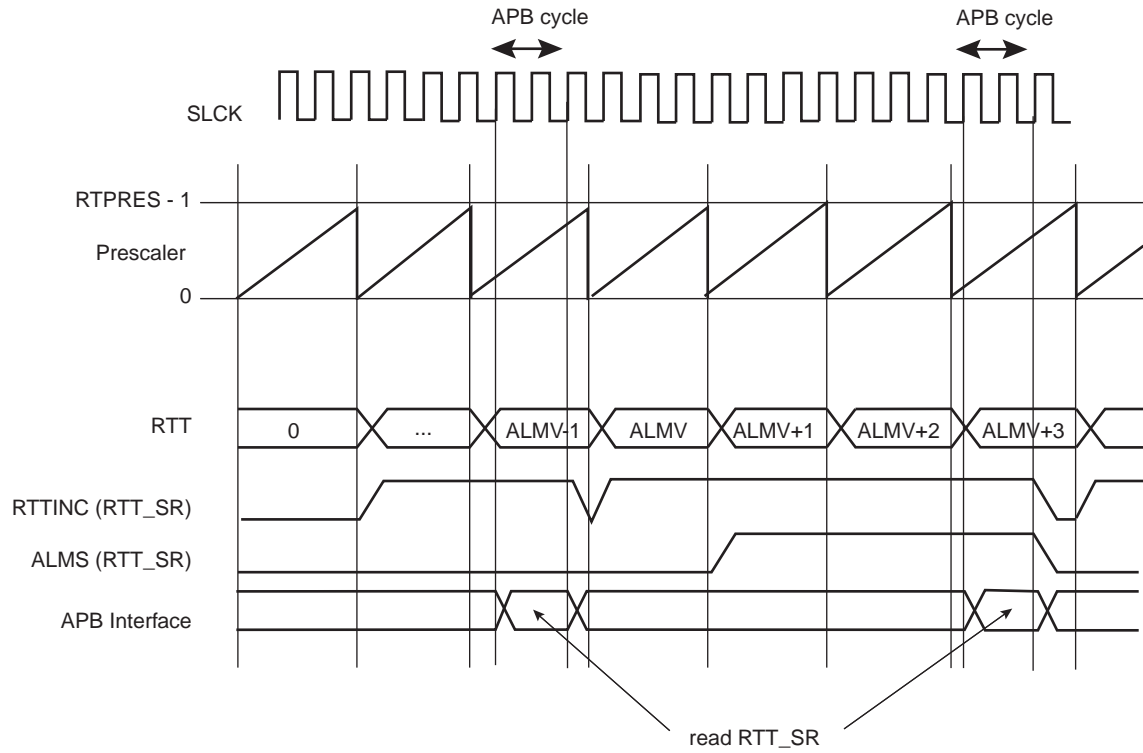 APB cycle
APB cycle
SLCK
RTPRES - 1
Prescaler
0
RTT
0
...
ALMV-1
ALMV
ALMV+1
ALMV+2
ALMV+3
RTTINC (RTT_SR)
ALMS (RTT_SR)
APB Interface
read RTT_SR